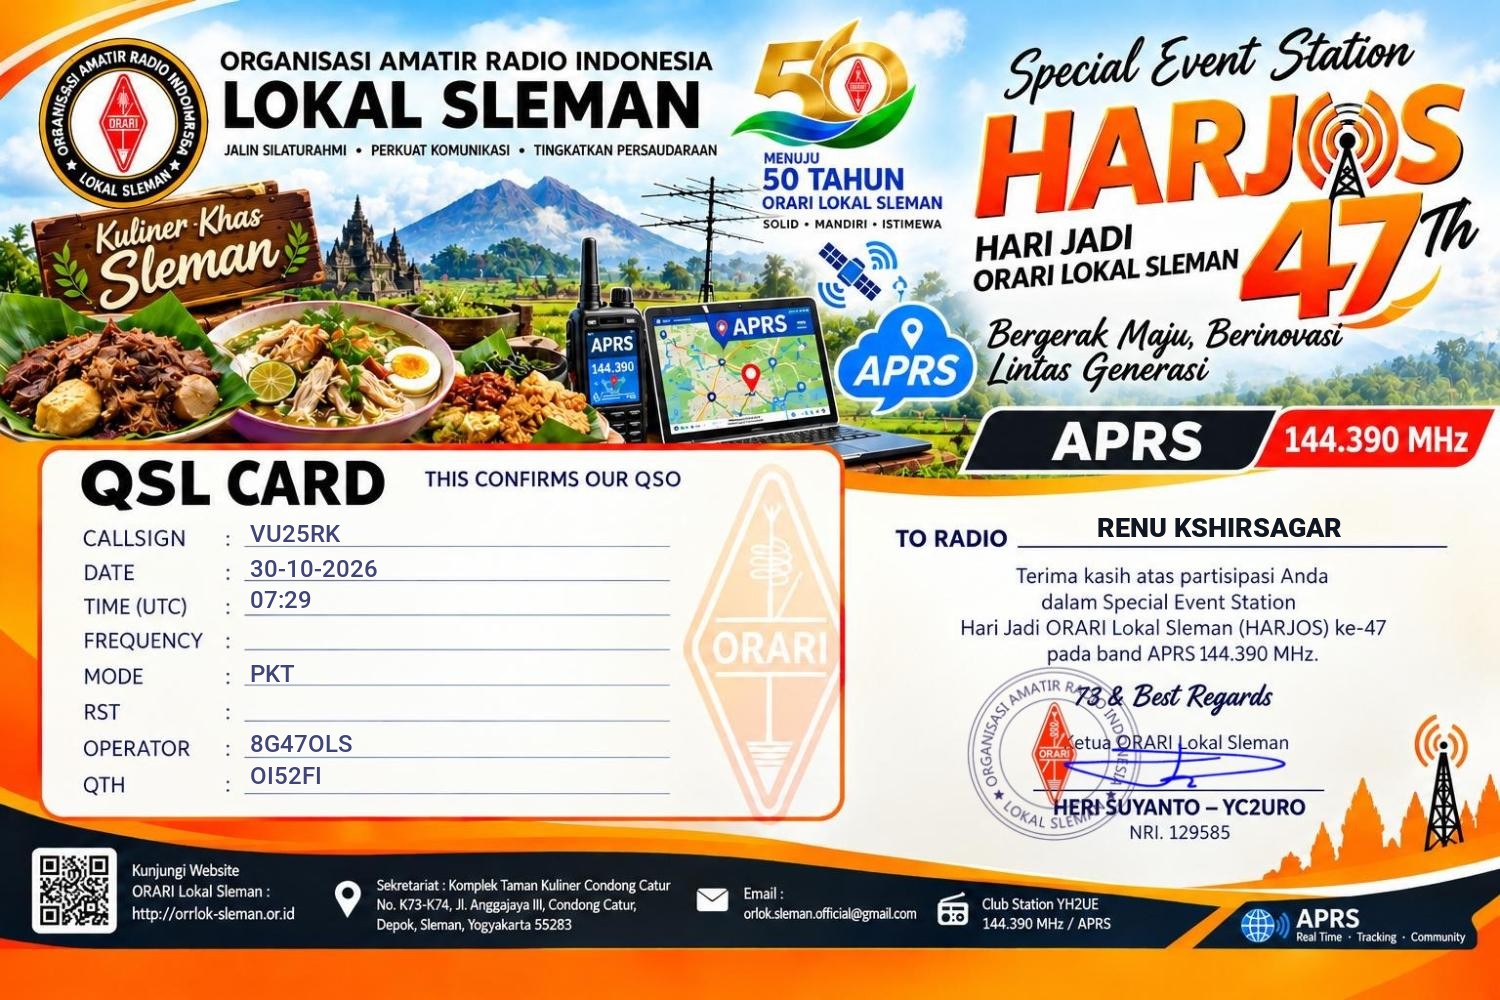 ORGANISASI AMATIR RADIO INDONESIA
LOKAL SLEMAN
JALIN SILATURAHMI • PERKUAT KOMUNIKASI • TINGKATKAN PERSAUDARAAN
ORARI
LOKAL SLEMAN
Kuliner Khas
Sleman
50
MENUJU
50 TAHUN
ORARI LOKAL SLEMAN
SOLID • MANDIRI • ISTIMEWA
Special Event Station
HARJOS
47Th
HARI JADI
ORARI LOKAL SLEMAN
Bergerak Maju, Berinovasi
Lintas Generasi
APRS
144.390
APRS
APRS
APRS 144.390 MHz
QSL CARD THIS CONFIRMS OUR QSO
CALLSIGN : VU25RK
DATE : 30-10-2026
TIME (UTC) : 07:29
FREQUENCY :
MODE : PKT
RST :
OPERATOR : 8G47OLS
QTH : OI52FI
ORARI
TO RADIO RENU KSHIRSAGAR
Terima kasih atas partisipasi Anda
dalam Special Event Station
Hari Jadi ORARI Lokal Sleman (HARJOS) ke-47
pada band APRS 144.390 MHz.
73 & Best Regards
Ketua ORARI Lokal Sleman
ORGANISASI AMATIR RADIO INDONESIA
ORARI
LOKAL SLEMAN
HERI SUYANTO – YC2URO
NRI. 129585
Kunjungi Website
ORARI Lokal Sleman :
http://orrlok-sleman.or.id
Sekretariat : Komplek Taman Kuliner Condong Catur
No. K73-K74, Jl. Anggajaya III, Condong Catur,
Depok, Sleman, Yogyakarta 55283
Email :
orlok.sleman.official@gmail.com
Club Station YH2UE
144.390 MHz / APRS
APRS
Real Time · Tracking · Community